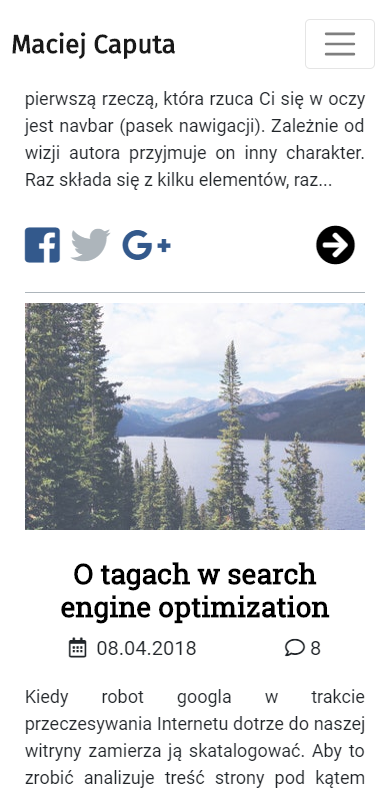 Maciej Caputa
pierwszą rzeczą, która rzuca Ci się w oczy
jest navbar (pasek nawigacji). Zależnie od
wizji autora przyjmuje on inny charakter.
Raz składa się z kilku elementów, raz...
O tagach w search
engine optimization
08.04.2018 8
Kiedy robot googla w trakcie
przeczesywania Internetu dotrze do naszej
witryny zamierza ją skatalogować. Aby to
zrobić analizuje treść strony pod kątem